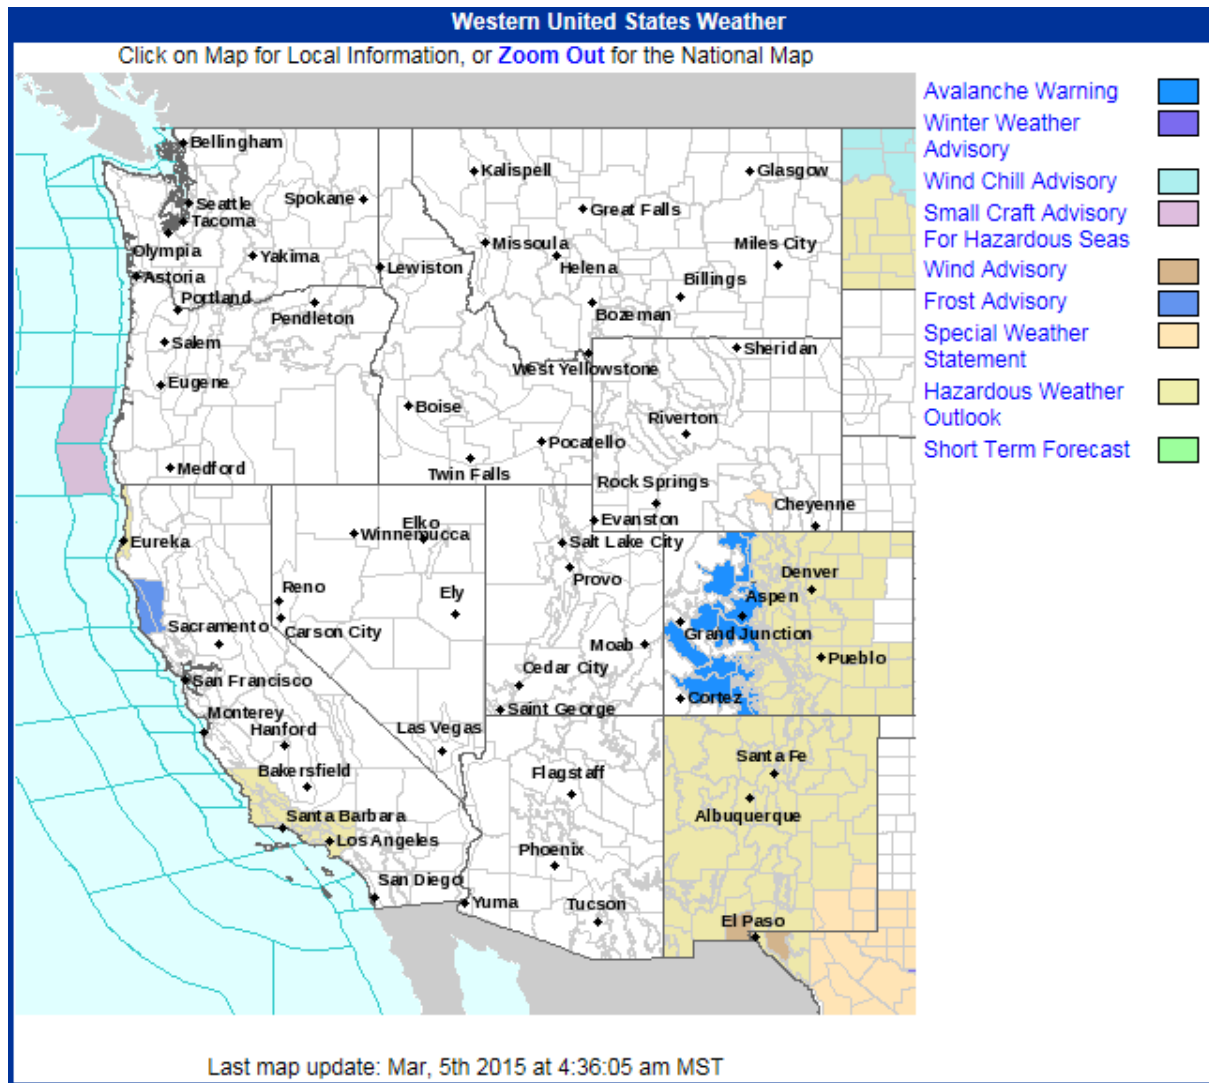 Western United States Weather
Click on Map for Local Information, or Zoom Out for the National Map
Avalanche Warning
Winter Weather
Advisory
Wind Chill Advisory
Small Craft Advisory
For Hazardous Seas
Wind Advisory
Frost Advisory
Special Weather
Statement
Hazardous Weather
Outlook
Short Term Forecast
Bellingham
Kalispell
Glasgow
Seattle
Spokane
Tacoma
Great Falls
Olympia
Yakima
Missoula
Miles City
Astoria
Lewiston
Helena
Billings
Portland
Pendleton
Bozeman
Salem
Sheridan
Eugene
West Yellowstone
Boise
Riverton
Medford
Pocatello
Twin Falls
Rock Springs
Cheyenne
Eureka
Elko
Winnemucca
Evanston
Salt Lake City
Reno
Ely
Provo
Denver
Aspen
Sacramento
Carson City
Moab
Grand Junction
San Francisco
Cedar City
Pueblo
Monterey
Saint George
Cortez
Hanford
Las Vegas
Bakersfield
Flagstaff
Santa Fe
Santa Barbara
Albuquerque
Los Angeles
Phoenix
San Diego
Yuma
Tucson
El Paso
Last map update: Mar, 5th 2015 at 4:36:05 am MST